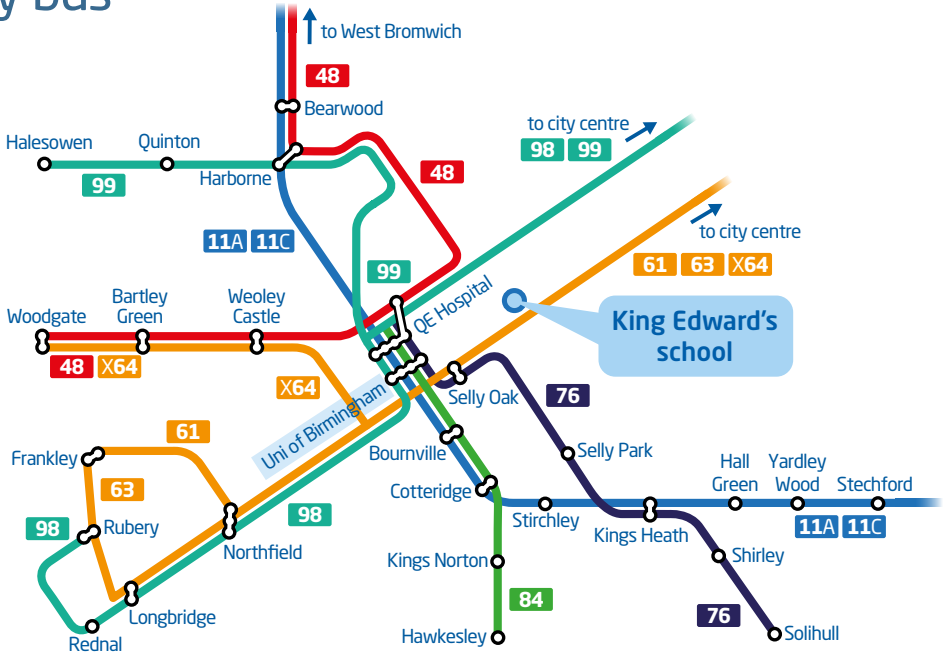 y bus
to West Bromwich
48
Bearwood
Halesowen
Quinton
Harborne
99
to city centre
98 99
48
11A 11C
to city centre
61 63 X64
99
QE Hospital
King Edward's
school
Woodgate
Bartley
Green
Weoley
Castle
48 X64
X64
Uni of Birmingham
Selly Oak
76
61
Bournville
Selly Park
Frankley
63
Cotteridge
Hall
Green
Yardley
Wood
Stechford
98
Rubery
98
Northfield
Stirchley
Kings Heath
11A 11C
Kings Norton
Shirley
84
Longbridge
Rednal
Hawkesley
76
Solihull